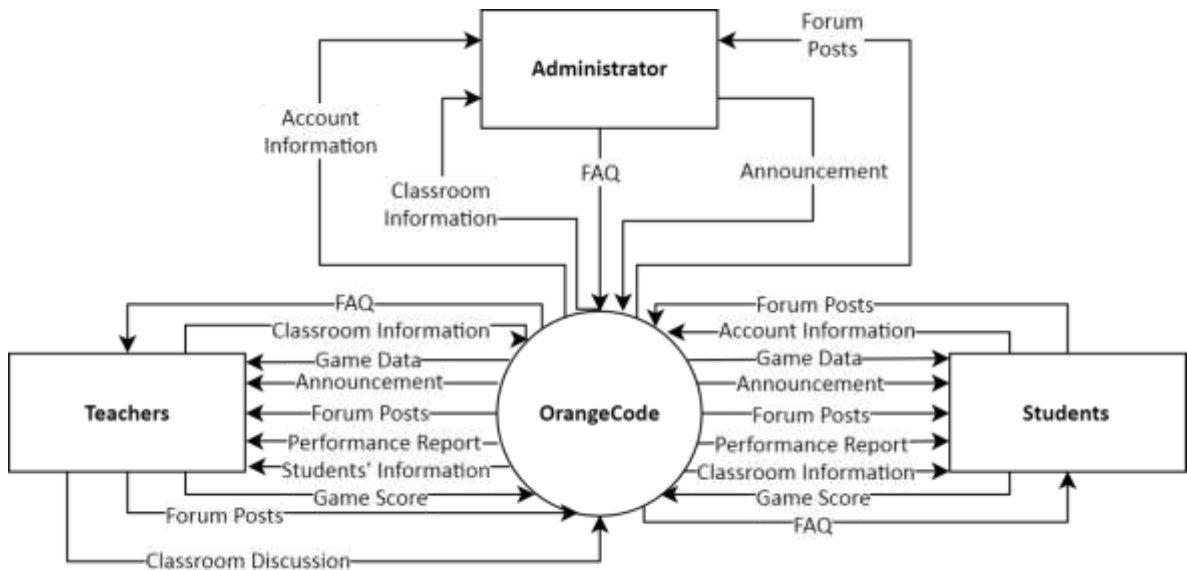 Forum
Posts
Administrator
Account
Information
FAQ
Announcement
Classroom
Information
FAQ
Forum Posts
Classroom Information
Account Information
Game Data
Game Data
Announcement
Announcement
Teachers
Forum Posts
OrangeCode
Forum Posts
Students
Performance Report
Performance Report
Students' Information
Classroom Information
Game Score
Game Score
Forum Posts
FAQ
Classroom Discussion